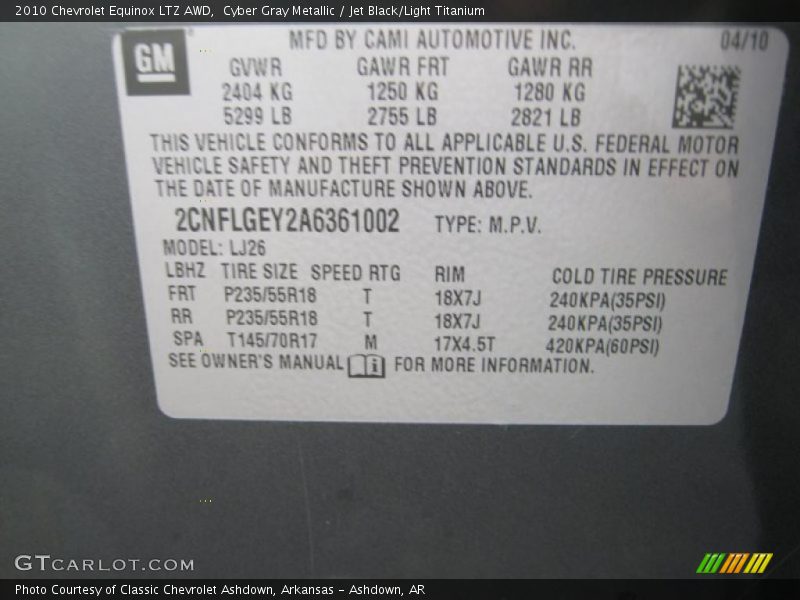 2010 Chevrolet Equinox LTZ AWD,  Cyber Gray Metallic / Jet Black/Light Titanium
GM MFD BY CAMI AUTOMOTIVE INC. 04/10
GVWR GAWR FRT GAWR RR
2404 KG 1250 KG 1280 KG
5299 LB 2755 LB 2821 LB
THIS VEHICLE CONFORMS TO ALL APPLICABLE U.S. FEDERAL MOTOR
VEHICLE SAFETY AND THEFT PREVENTION STANDARDS IN EFFECT ON
THE DATE OF MANUFACTURE SHOWN ABOVE.
2CNFLGEY2A6361002 TYPE: M.P.V.
MODEL: LJ26
LBHZ TIRE SIZE SPEED RTG RIM COLD TIRE PRESSURE
FRT P235/55R18 T 18X7J 240KPA(35PSI)
RR P235/55R18 T 18X7J 240KPA(35PSI)
SPA T145/70R17 M 17X4.5T 420KPA(60PSI)
SEE OWNER'S MANUAL i FOR MORE INFORMATION.
GTCARLOT.COM
Photo Courtesy of Classic Chevrolet Ashdown, Arkansas - Ashdown, AR